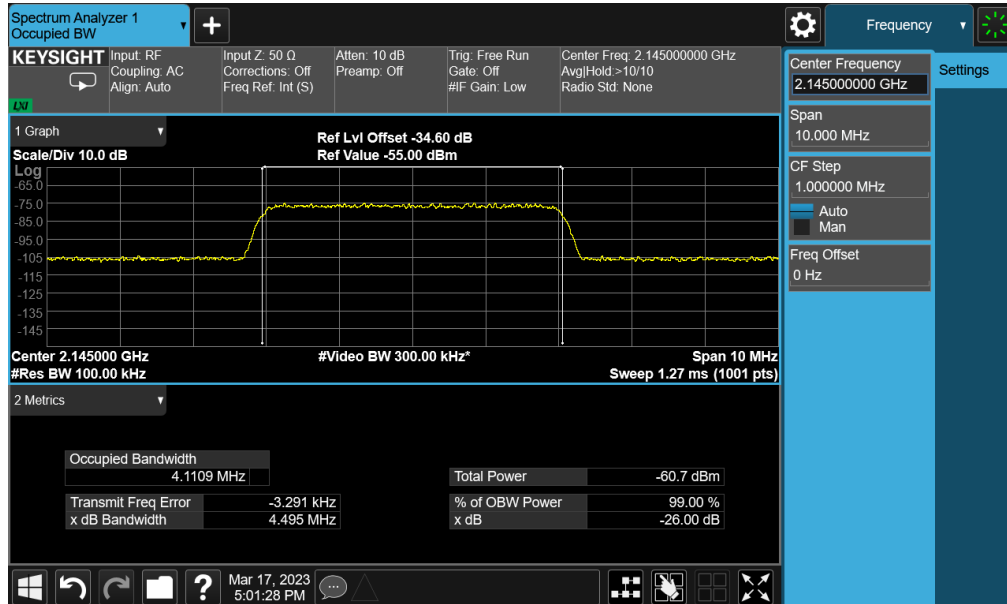 Spectrum Analyzer 1
Occupied BW
+
Frequency
KEYSIGHT
LXI
Input: RF
Coupling: AC
Align: Auto
Input Z: 50 Ω
Corrections: Off
Freq Ref: Int (S)
Atten: 10 dB
Preamp: Off
Trig: Free Run
Gate: Off
#IF Gain: Low
Center Freq: 2.145000000 GHz
Avg|Hold:>10/10
Radio Std: None
Center Frequency
2.145000000 GHz
Settings
Span
10.000 MHz
CF Step
1.000000 MHz
Auto
Man
Freq Offset
0 Hz
1 Graph
Scale/Div 10.0 dB
Ref Lvl Offset -34.60 dB
Ref Value -55.00 dBm
Log
-65.0
-75.0
-85.0
-95.0
-105
-115
-125
-135
-145
Center 2.145000 GHz
#Res BW 100.00 kHz
#Video BW 300.00 kHz*
Span 10 MHz
Sweep 1.27 ms (1001 pts)
2 Metrics
Occupied Bandwidth
4.1109 MHz
Total Power -60.7 dBm
Transmit Freq Error -3.291 kHz
% of OBW Power 99.00 %
x dB Bandwidth 4.495 MHz
x dB -26.00 dB
?
Mar 17, 2023
5:01:28 PM